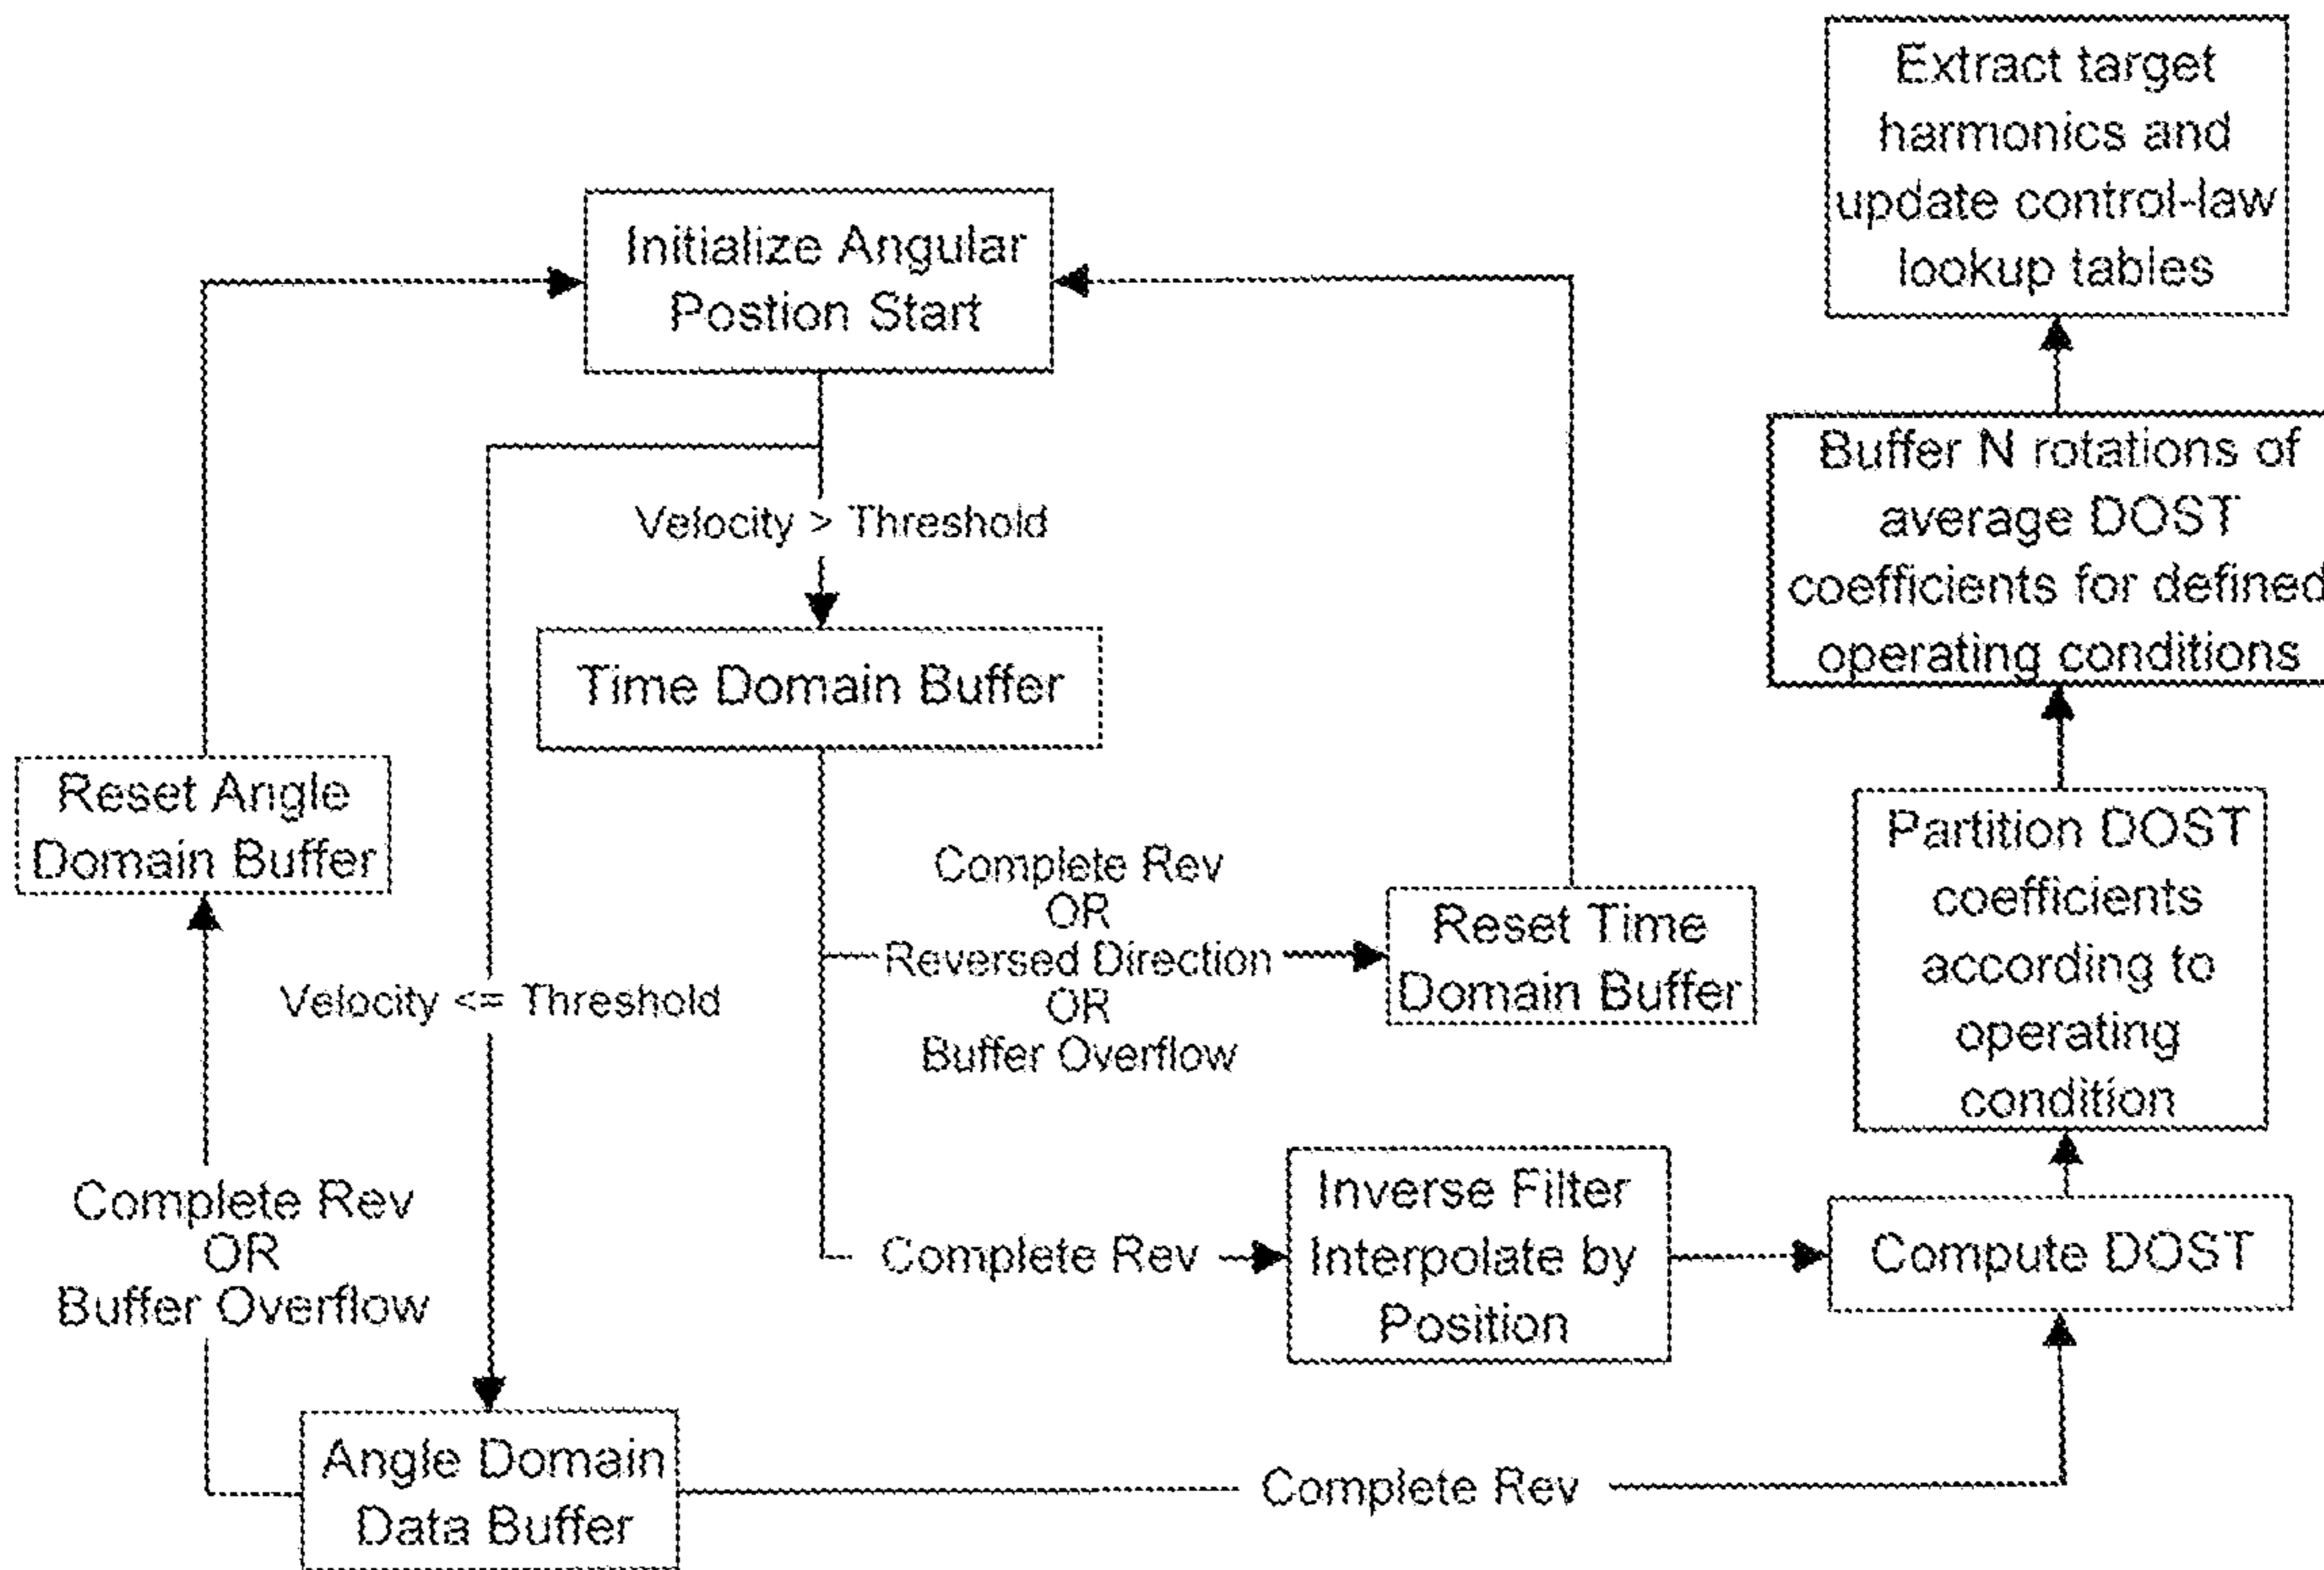 Extract target
harmonics and
update control-law
lookup tables
Initialize Angular
Postion Start
Buffer N rotations of
average DOST
coefficients for defined
operating conditions
Velocity > Threshold
Time Domain Buffer
Reset Angle
Domain Buffer
Partition DOST
coefficients
according to
operating
condition
Complete Rev
OR
Reversed Direction
OR
Buffer Overflow
Reset Time
Domain Buffer
Velocity <= Threshold
Complete Rev
OR
Buffer Overflow
Complete Rev
Inverse Filter
Interpolate by
Position
Compute DOST
Angle Domain
Data Buffer
Complete Rev